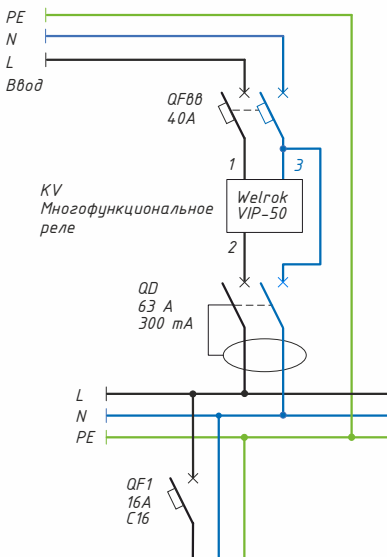 PE
N
L
Ввод
QFвв
40А
1
3
KV
Многофункциональное
реле
Welrok
VIP-50
2
QD
63 А
300 mA
L
N
PE
QF1
16А
C16